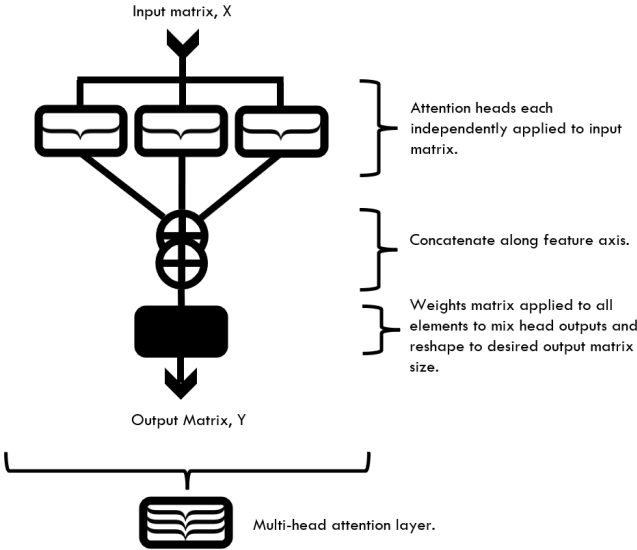 Input matrix, X
Attention heads each
independently applied to input
matrix.
Concatenate along feature axis.
Weights matrix applied to all
elements to mix head outputs and
reshape to desired output matrix
size.
Output Matrix, Y
Multi-head attention layer.